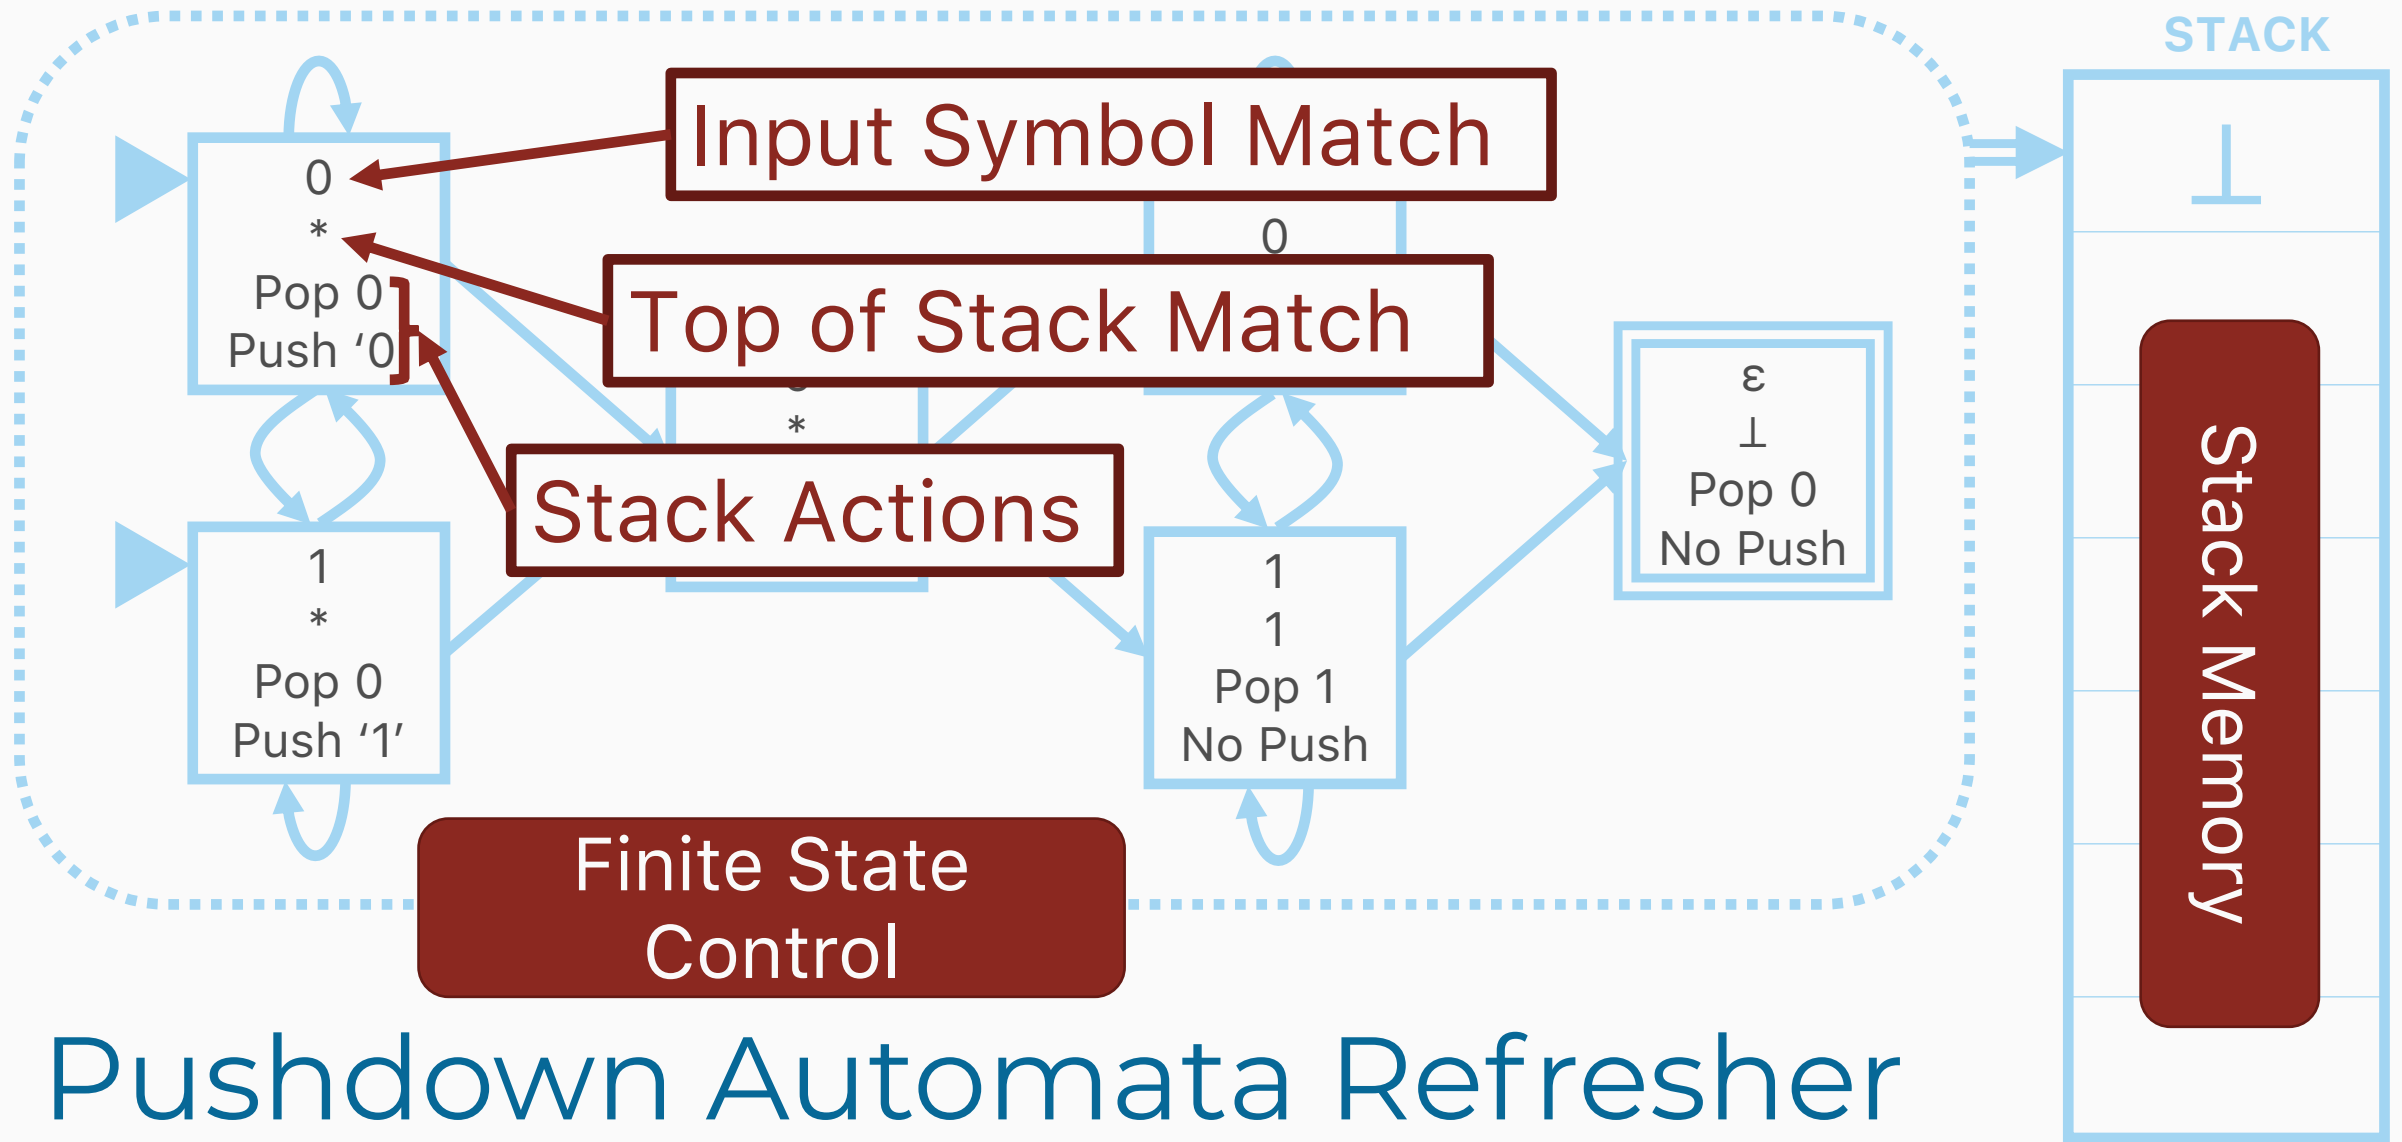 STACK
⊥
Input Symbol Match
0
*
Pop 0
Push ‘0
0
Top of Stack Match
*
Stack Actions
ε
⊥
Pop 0
No Push
1
*
Pop 0
Push ‘1’
1
1
Pop 1
No Push
Stack Memory
Finite State
Control
Pushdown Automata Refresher